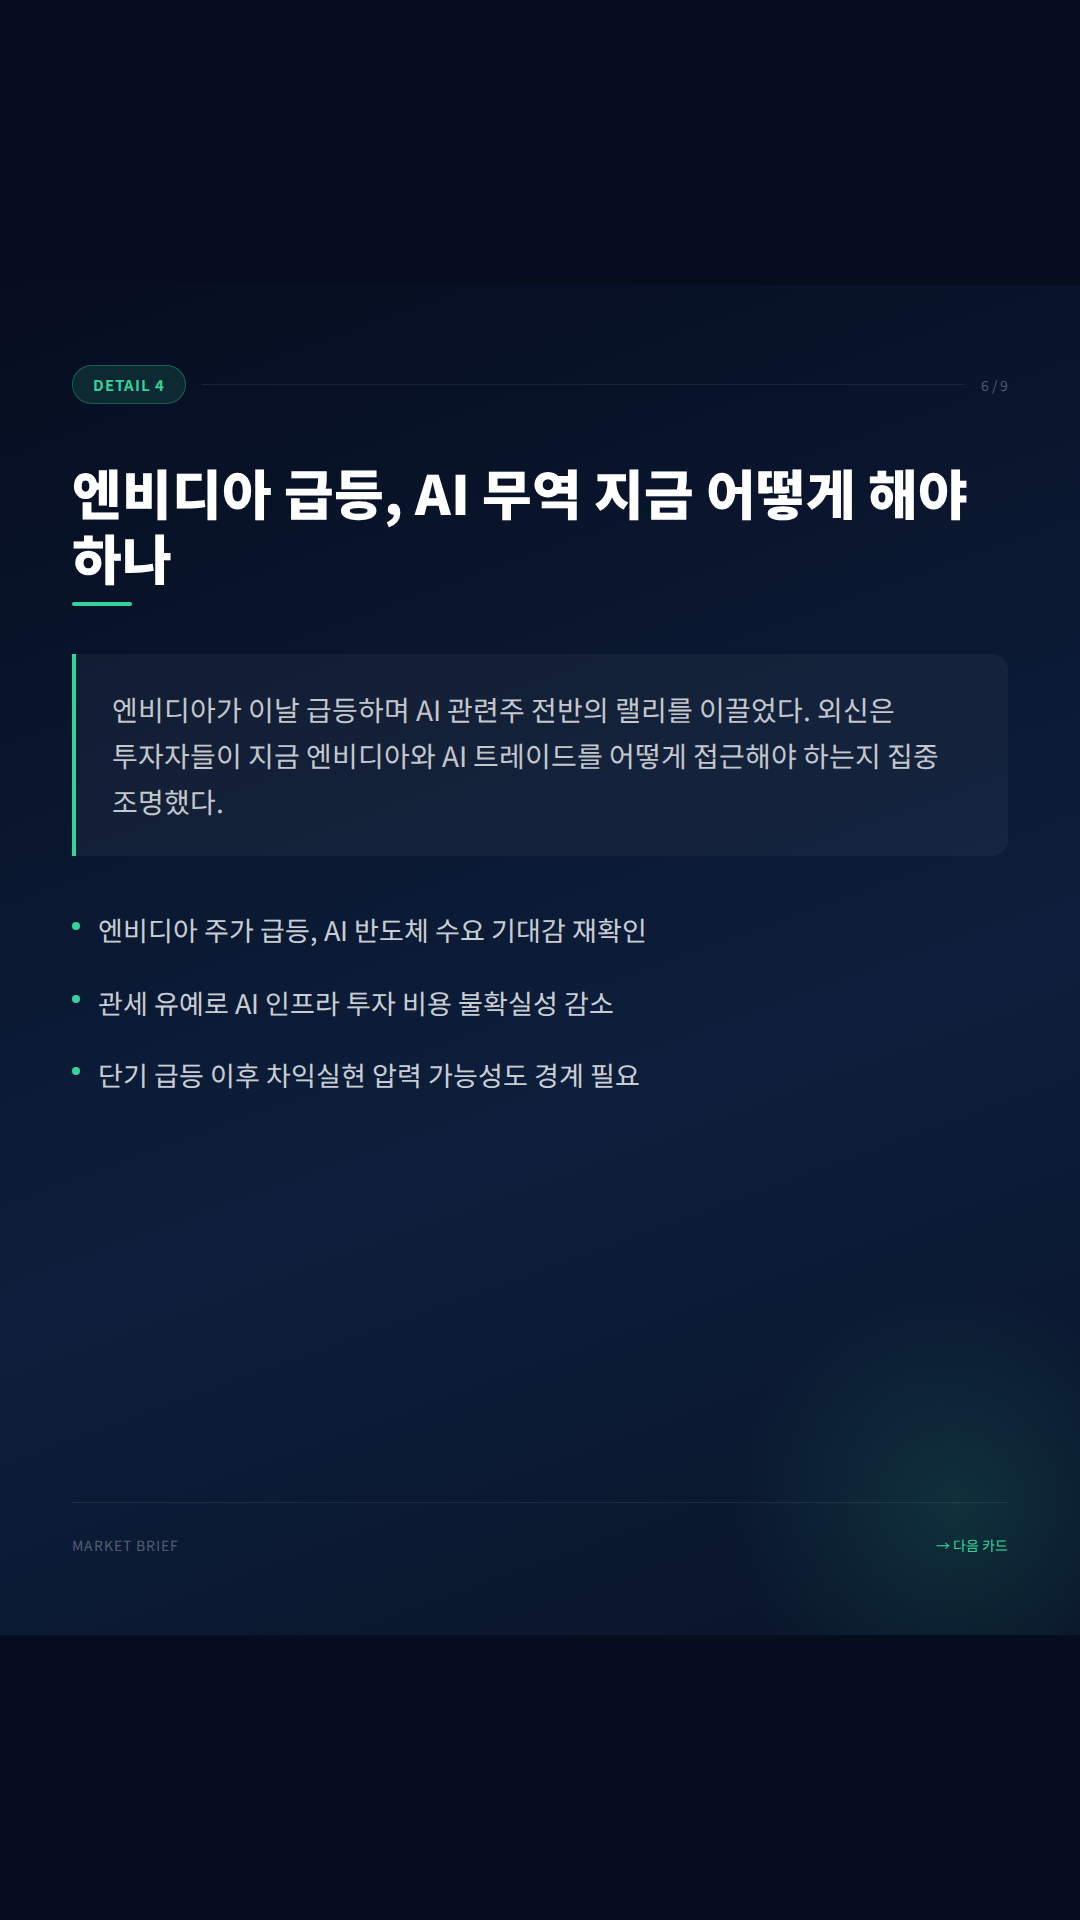 DETAIL 4
6 / 9
엔비디아 급등, AI 무역 지금 어떻게 해야
하나
엔비디아가 이날 급등하며 AI 관련주 전반의 랠리를 이끌었다. 외신은
투자자들이 지금 엔비디아와 AI 트레이드를 어떻게 접근해야 하는지 집중
조명했다.
엔비디아 주가 급등, AI 반도체 수요 기대감 재확인
관세 유예로 AI 인프라 투자 비용 불확실성 감소
단기 급등 이후 차익실현 압력 가능성도 경계 필요
MARKET BRIEF
→ 다음 카드